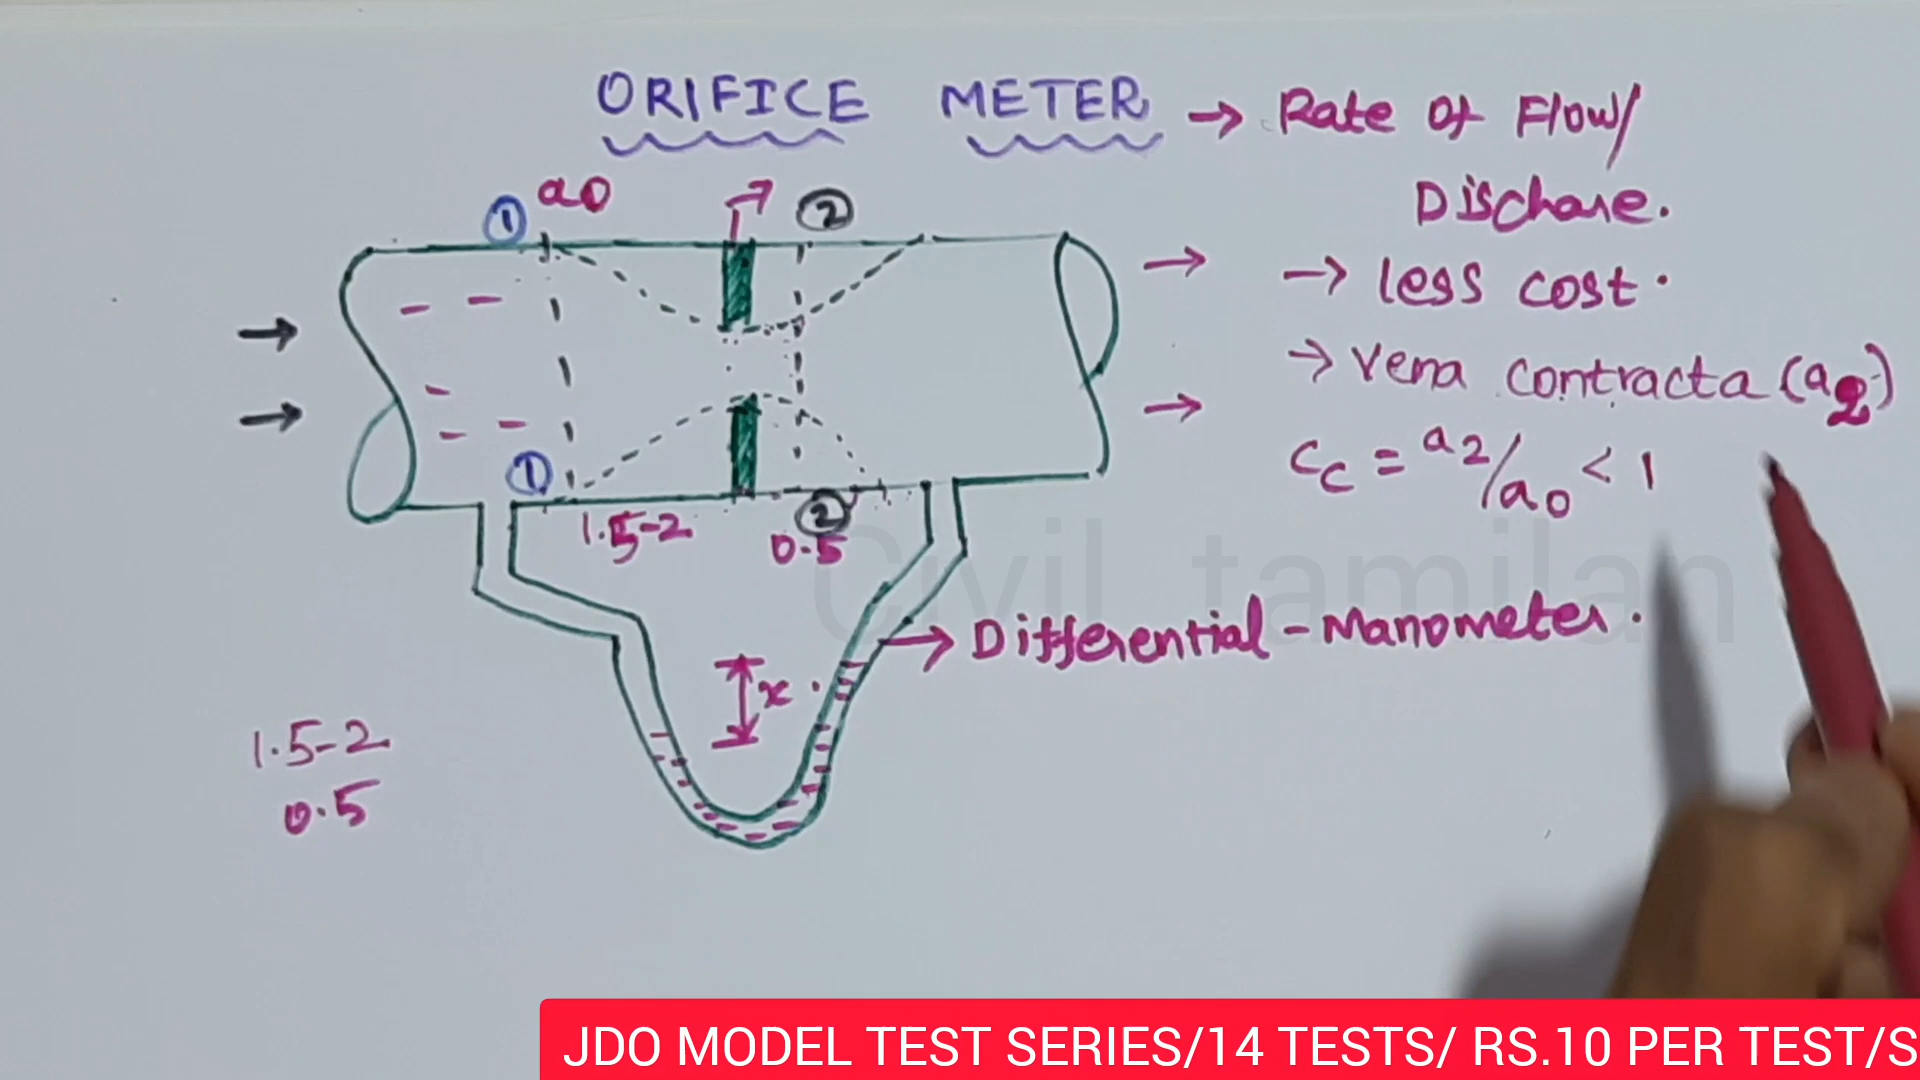 ORIFICE METER → Rate of Flow/
Dischare.
→ less cost.
→ Vena contracta (a2)
Cc = a2/a0 < 1
① a0 ②
① ②
1.5-2 0.5
→ Differential - Manometer.
x
1.5-2
0.5
Civil tamilan
JDO MODEL TEST SERIES/14 TESTS/ RS.10 PER TEST/S